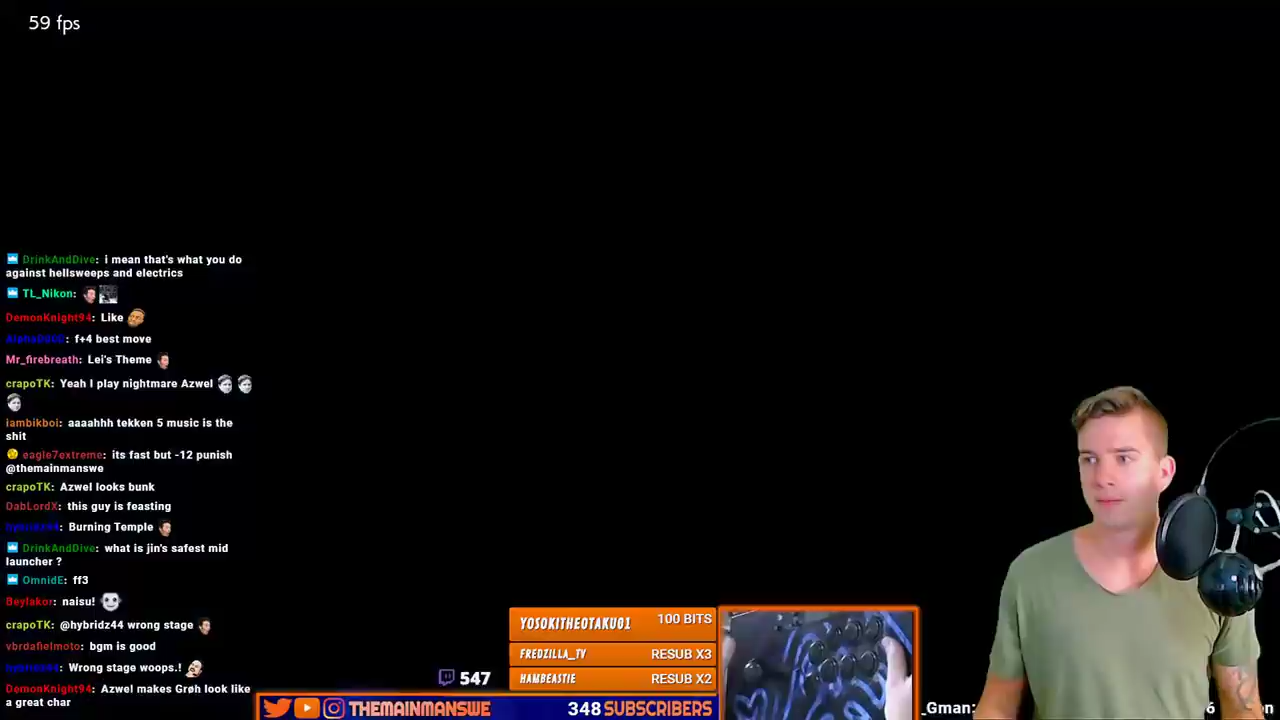 59 fps
DrinkAndDive: i mean that's what you do
against hellsweeps and electrics
TL_Nikon:
DemonKnight94: Like
f+4 best move
Mr_firebreath: Lei's Theme
crapoTK: Yeah I play nightmare Azwel
iambikboi: aaaahhh tekken 5 music is the
shit
eagle7extreme: its fast but -12 punish
@themainmanswe
crapoTK: Azwel looks bunk
DabLordX: this guy is feasting
Burning Temple
DrinkAndDive: what is jin's safest mid
launcher ?
OmnidE: ff3
Beylakor: naisu!
crapoTK: @hybridz44 wrong stage
vbrdafielmoto: bgm is good
Wrong stage woops.!
DemonKnight94: Azwel makes Grøh look like
a great char
YOSOKITHEOTAKU01 100 BITS
FREDZILLA_TV RESUB X3
HAMBEASTIE RESUB X2
547
THEMAINMANSWE 348 SUBSCRIBERS
_Gman: